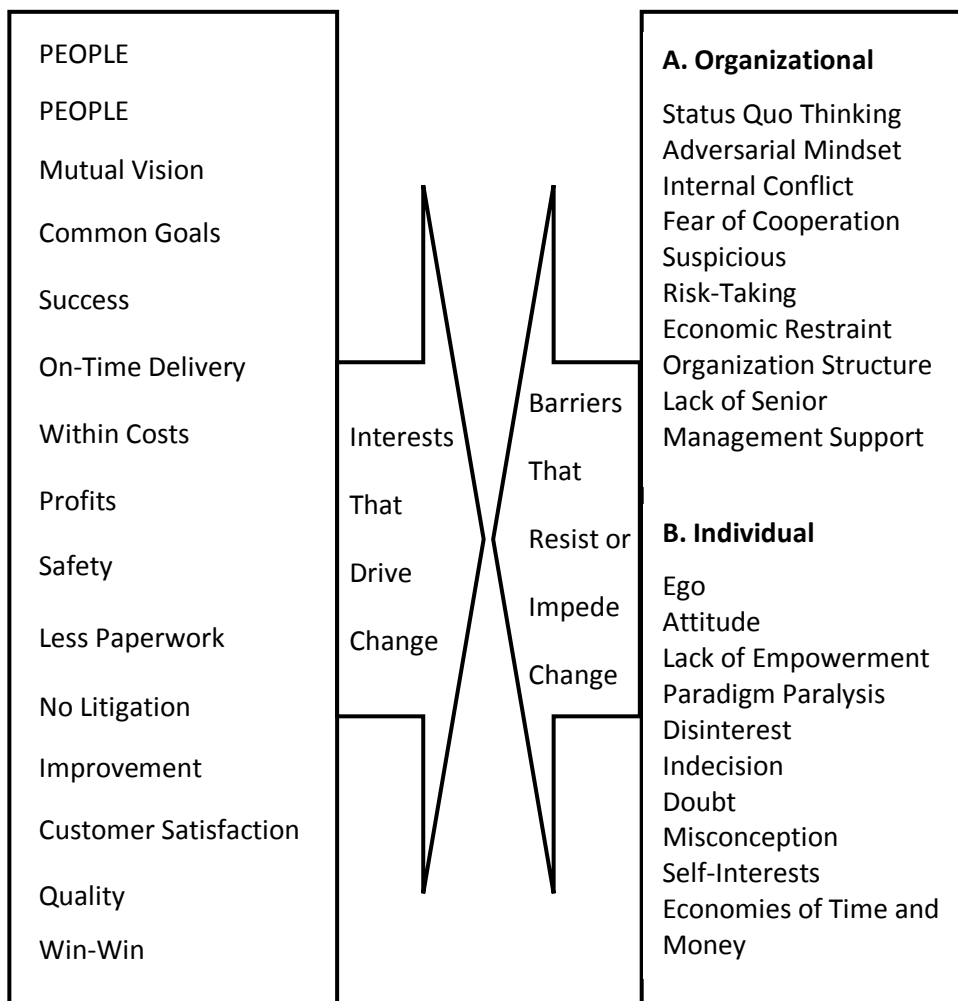 PEOPLE
PEOPLE
Mutual Vision
Common Goals
Success
On-Time Delivery
Within Costs
Profits
Safety
Less Paperwork
No Litigation
Improvement
Customer Satisfaction
Quality
Win-Win
Interests
That
Drive
Change
Barriers
That
Resist or
Impede
Change
A. Organizational
Status Quo Thinking
Adversarial Mindset
Internal Conflict
Fear of Cooperation
Suspicious
Risk-Taking
Economic Restraint
Organization Structure
Lack of Senior
Management Support
B. Individual
Ego
Attitude
Lack of Empowerment
Paradigm Paralysis
Disinterest
Indecision
Doubt
Misconception
Self-Interests
Economies of Time and
Money